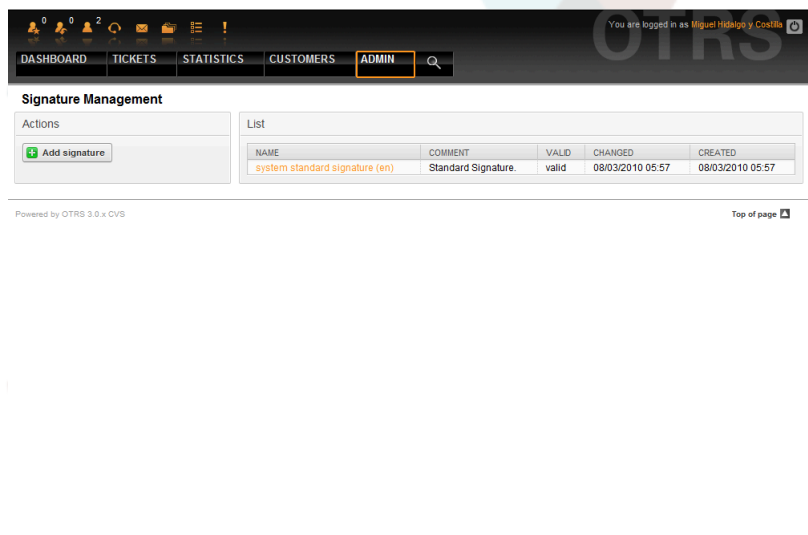 0 0 2
You are logged in as Miguel Hidalgo y Costilla
OTRS
DASHBOARD TICKETS STATISTICS CUSTOMERS ADMIN
Signature Management
Actions
Add signature
List
NAME COMMENT VALID CHANGED CREATED
system standard signature (en) Standard Signature. valid 08/03/2010 05:57 08/03/2010 05:57
Powered by OTRS 3.0.x CVS
Top of page